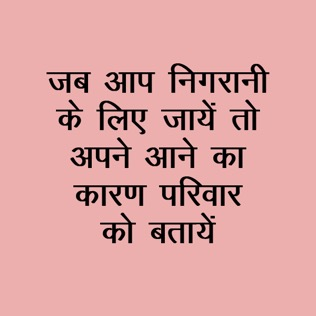 जब आप निगरानी
के लिए जायें तो
अपने आने का
कारण परिवार
को बतायें